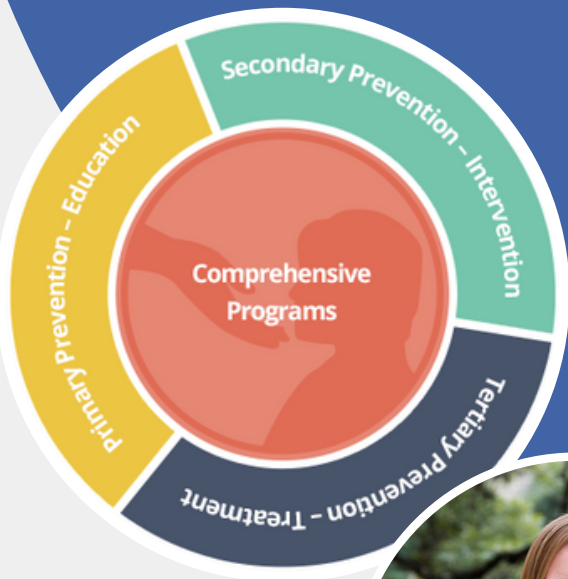 Primary Prevention – Education
Secondary Prevention – Intervention
Tertiary Prevention – Treatment
Comprehensive
Programs